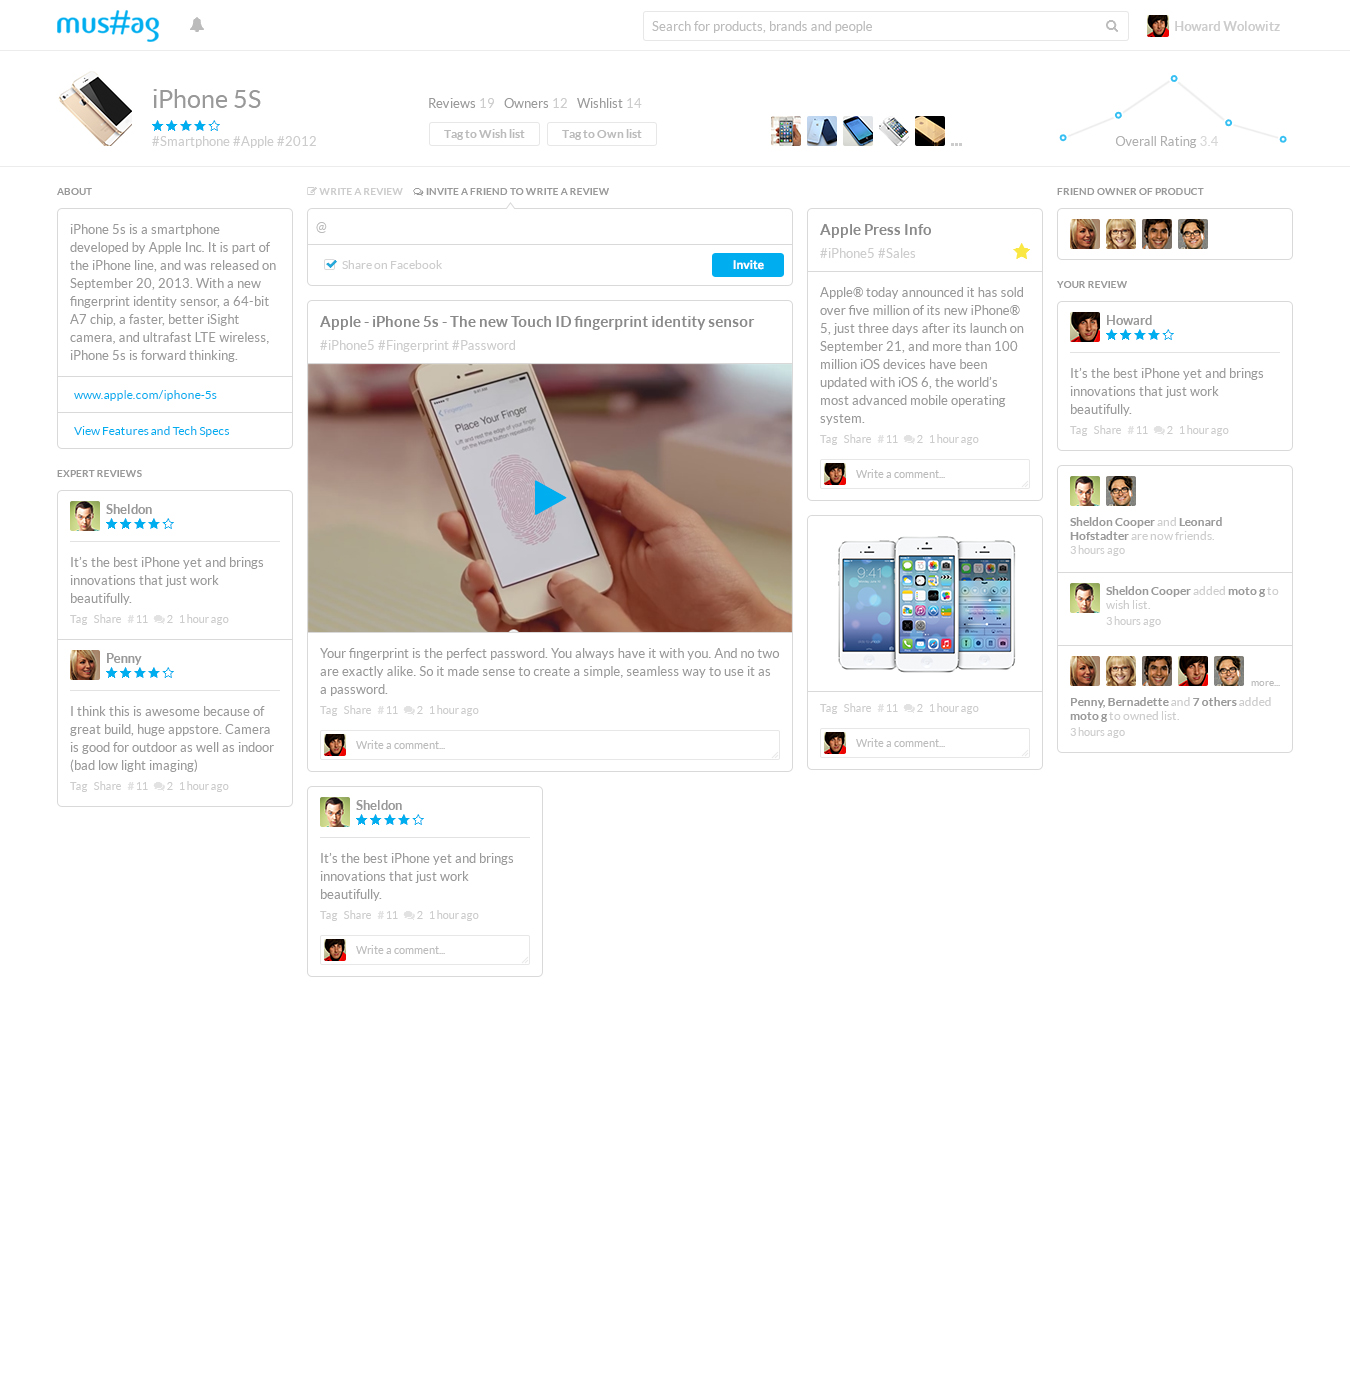 mus#ag
Search for products, brands and people
Howard Wolowitz
iPhone 5S
#Smartphone #Apple #2012
Reviews 19 Owners 12 Wishlist 14
Tag to Wish list
Tag to Own list
...
Overall Rating 3.4
ABOUT
iPhone 5s is a smartphone
developed by Apple Inc. It is part of
the iPhone line, and was released on
September 20, 2013. With a new
fingerprint identity sensor, a 64-bit
A7 chip, a faster, better iSight
camera, and ultrafast LTE wireless,
iPhone 5s is forward thinking.
www.apple.com/iphone-5s
View Features and Tech Specs
EXPERT REVIEWS
Sheldon
It's the best iPhone yet and brings
innovations that just work
beautifully.
Tag Share # 11 2 1 hour ago
Penny
I think this is awesome because of
great build, huge appstore. Camera
is good for outdoor as well as indoor
(bad low light imaging)
Tag Share # 11 2 1 hour ago
WRITE A REVIEW
INVITE A FRIEND TO WRITE A REVIEW
@
Share on Facebook
Invite
Apple - iPhone 5s - The new Touch ID fingerprint identity sensor
#iPhone5 #Fingerprint #Password
Fingerprints
Place Your Finger
Lift and rest the edge of your finger
on the Home button repeatedly.
Your fingerprint is the perfect password. You always have it with you. And no two
are exactly alike. So it made sense to create a simple, seamless way to use it as
a password.
Tag Share # 11 2 1 hour ago
Write a comment...
Sheldon
It's the best iPhone yet and brings
innovations that just work
beautifully.
Tag Share # 11 2 1 hour ago
Write a comment...
Apple Press Info
#iPhone5 #Sales
Apple® today announced it has sold
over five million of its new iPhone®
5, just three days after its launch on
September 21, and more than 100
million iOS devices have been
updated with iOS 6, the world's
most advanced mobile operating
system.
Tag Share # 11 2 1 hour ago
Write a comment...
9:41
Tag Share # 11 2 1 hour ago
Write a comment...
FRIEND OWNER OF PRODUCT
YOUR REVIEW
Howard
It's the best iPhone yet and brings
innovations that just work
beautifully.
Tag Share # 11 2 1 hour ago
Sheldon Cooper and Leonard
Hofstadter are now friends.
3 hours ago
Sheldon Cooper added moto g to
wish list.
3 hours ago
more...
Penny, Bernadette and 7 others added
moto g to owned list.
3 hours ago